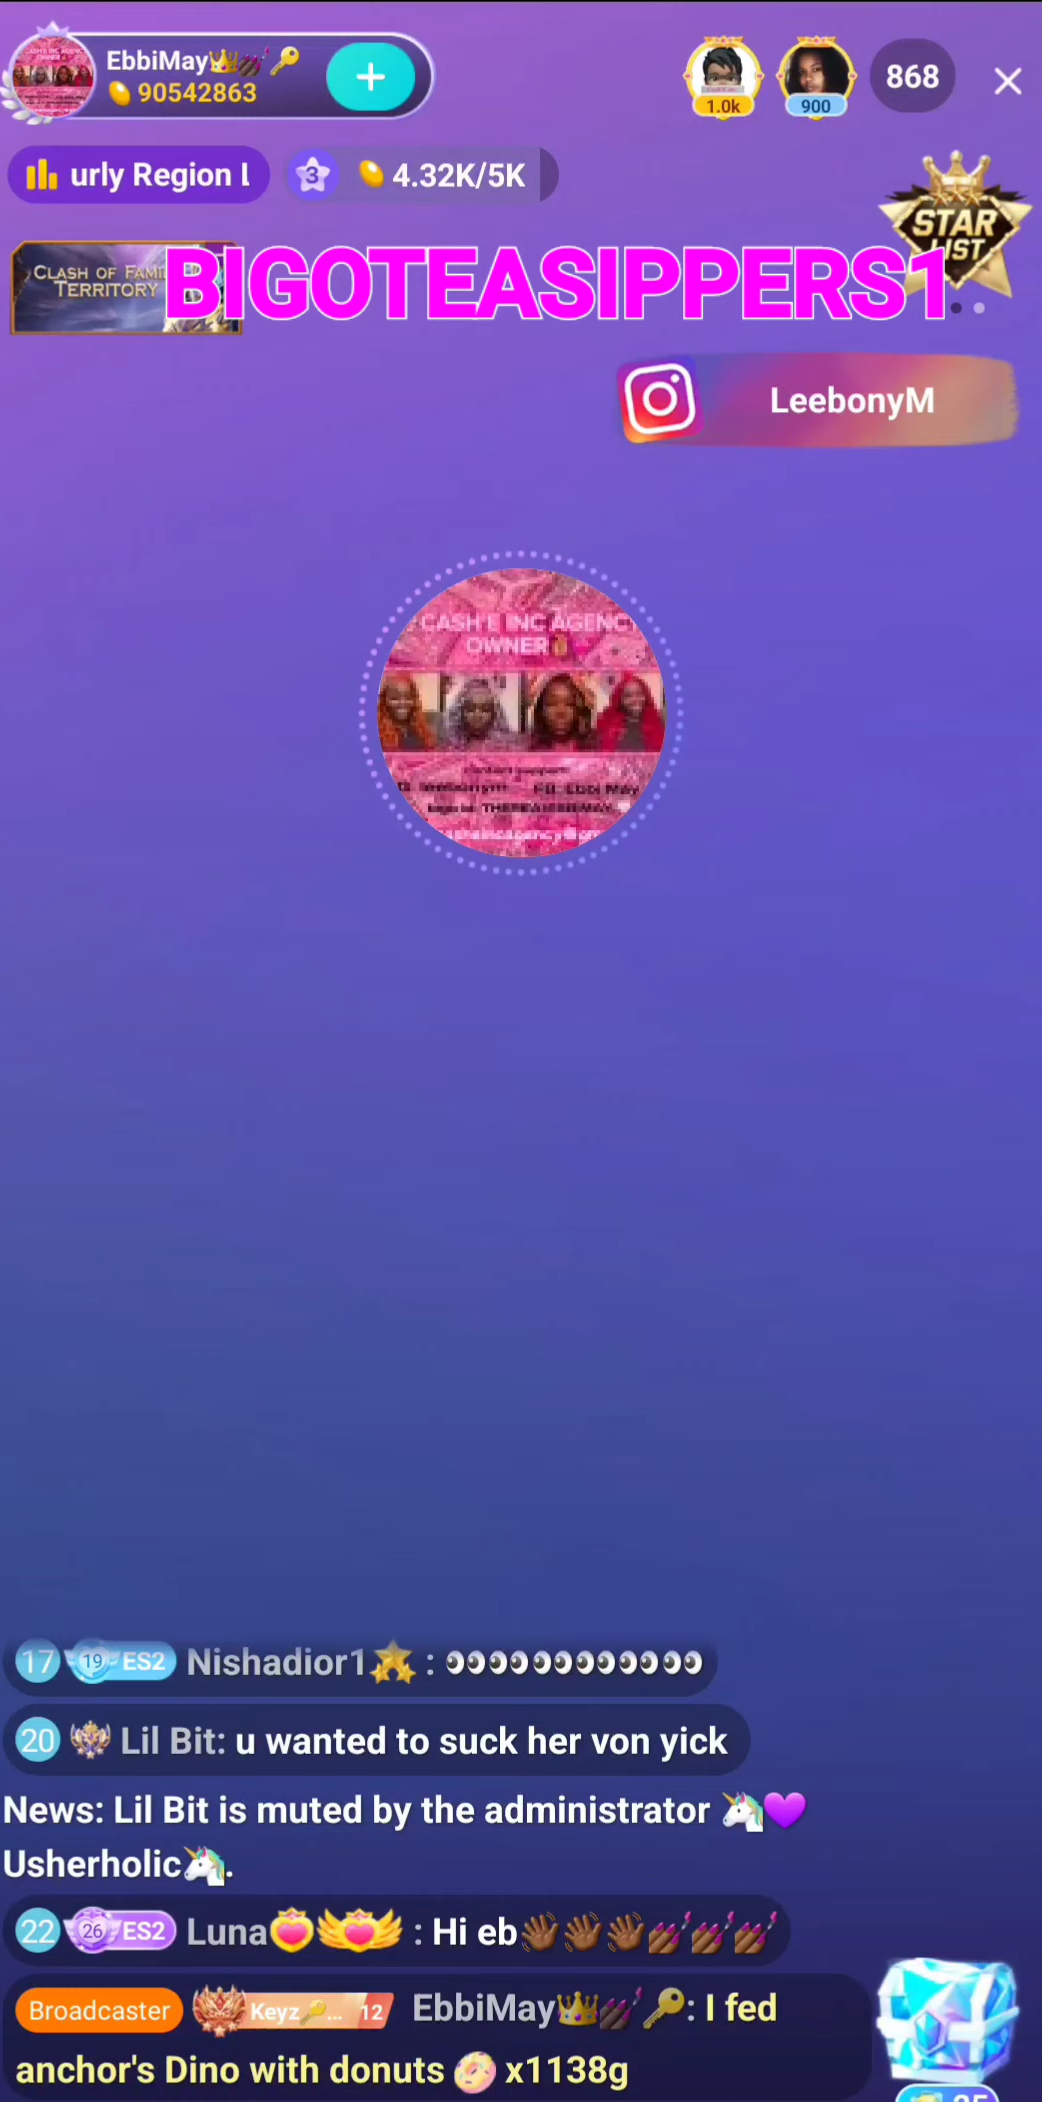 EbbiMay👑💅🏿🔑
90542863
1.0k
900
868
urly Region l
3
4.32K/5K
STAR
LIST
CLASH OF FAMI
TERRITORY
BIGOTEASIPPERS1
LeebonyM
CASH'E INC AGENC
OWNER
FB: Ebbi May
17 19 ES2 Nishadior1⭐ : 👀👀👀👀👀👀👀👀👀👀👀👀
20 Lil Bit: u wanted to suck her von yick
News: Lil Bit is muted by the administrator 🦄💜
Usherholic🦄.
22 26 ES2 Luna : Hi eb👋🏾👋🏾👋🏾💅🏾💅🏾💅🏾
Broadcaster Keyz🔑... 12 EbbiMay👑💅🏿🔑: I fed
anchor's Dino with donuts 🍩 x1138g